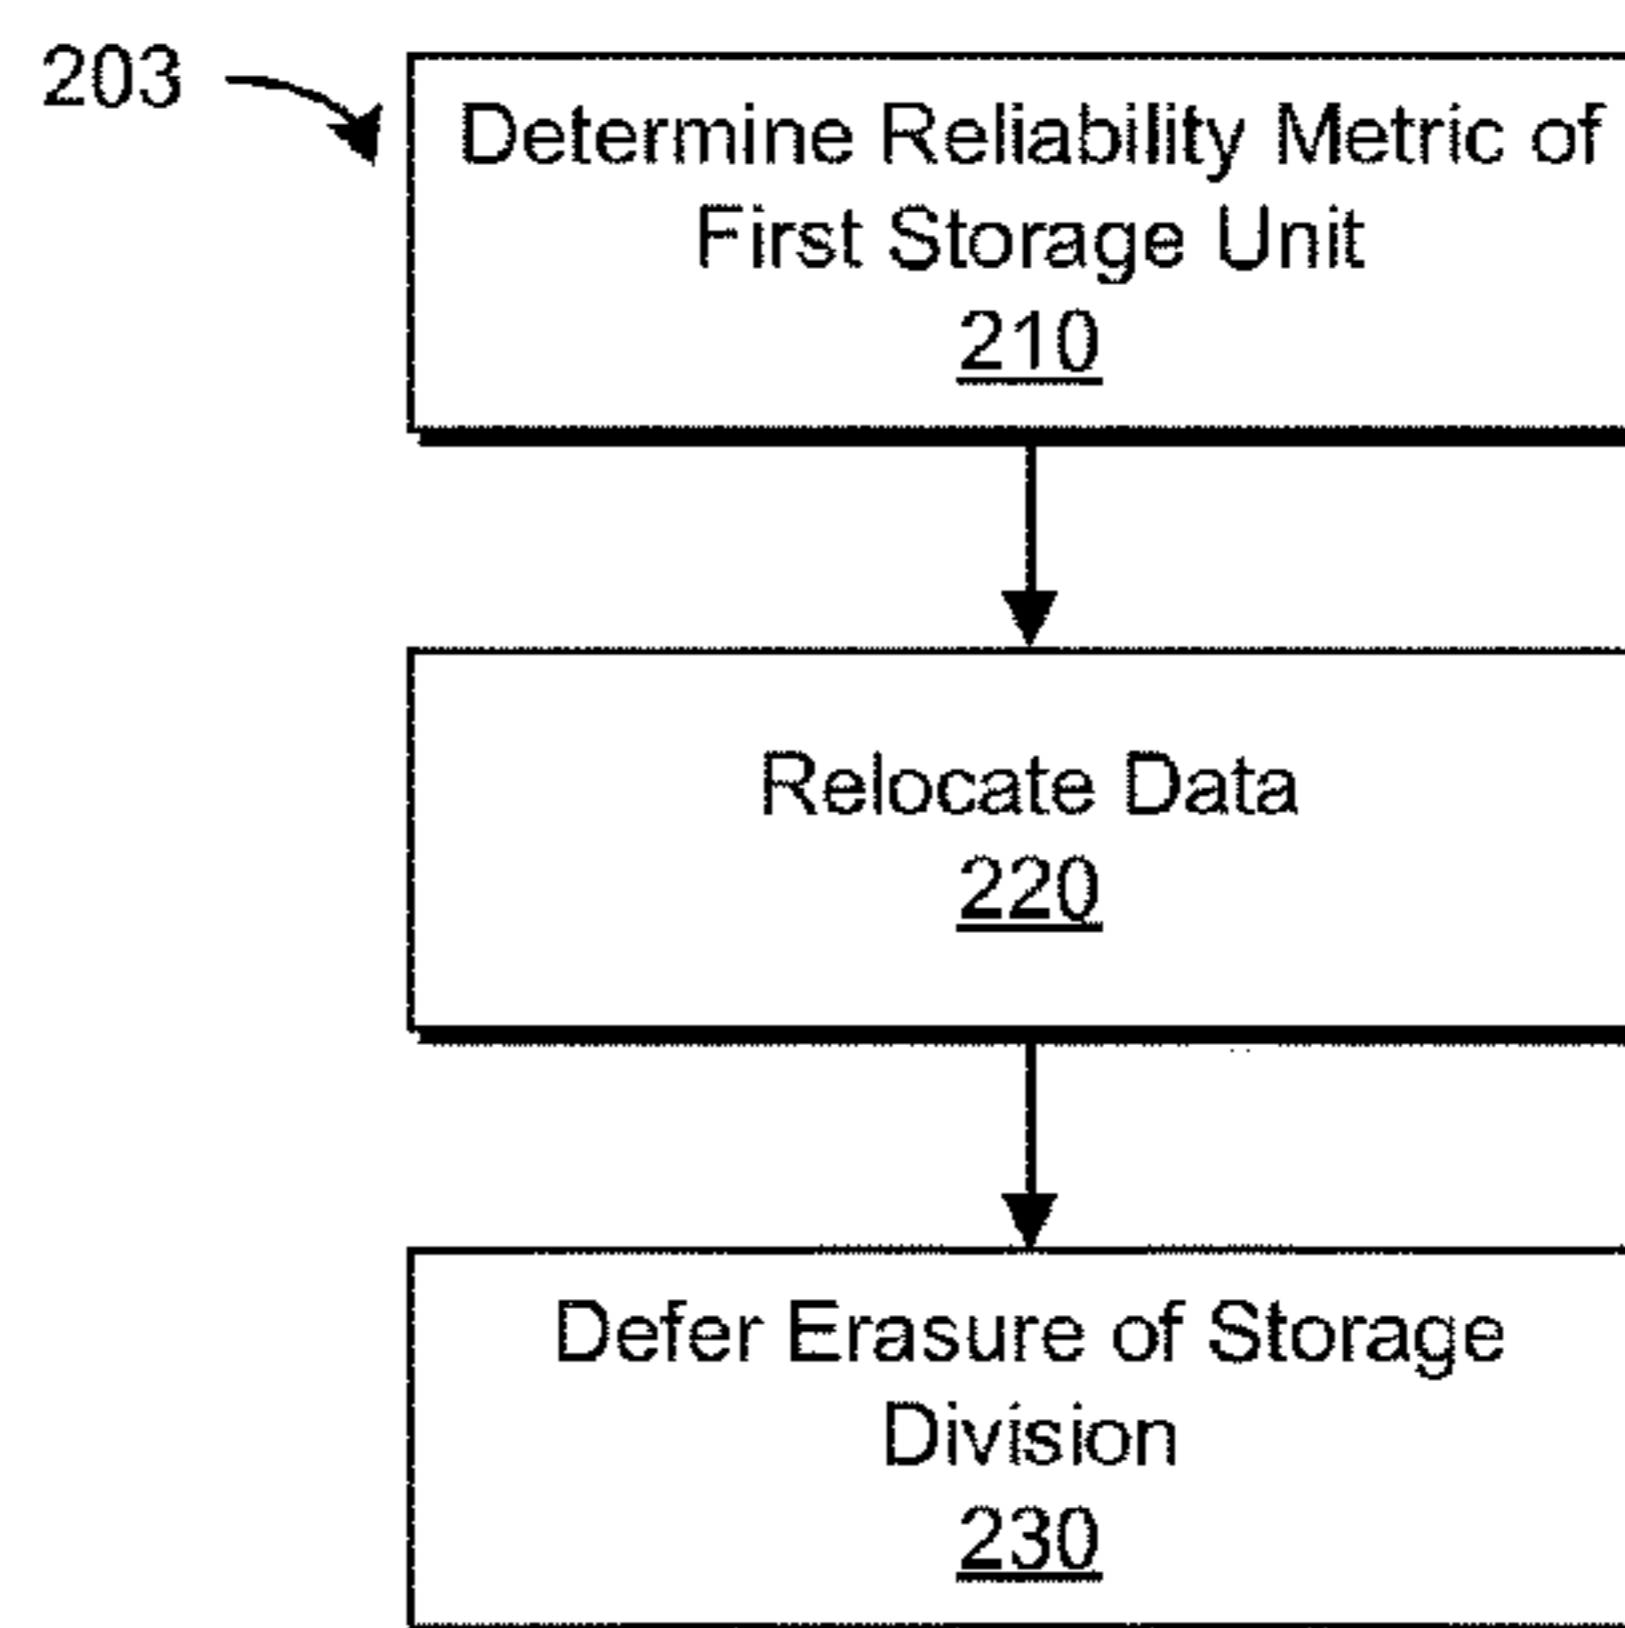 203
Determine Reliability Metric of
First Storage Unit
210
Relocate Data
220
Defer Erasure of Storage
Division
230